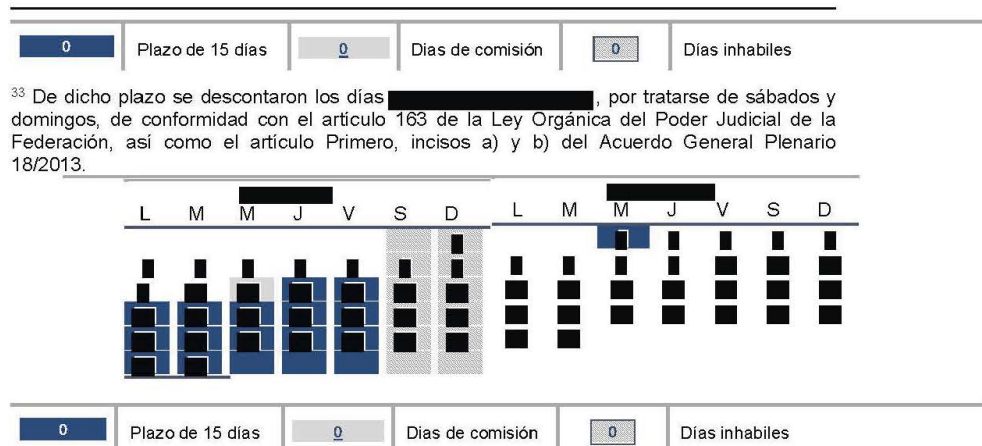 0 Plazo de 15 días 0 Dias de comisión 0 Días inhabiles
33 De dicho plazo se descontaron los días , por tratarse de sábados y
domingos, de conformidad con el artículo 163 de la Ley Orgánica del Poder Judicial de la
Federación, así como el artículo Primero, incisos a) y b) del Acuerdo General Plenario
18/2013.
L M M J V S D L M M J V S D
0 Plazo de 15 días 0 Dias de comisión 0 Días inhabiles